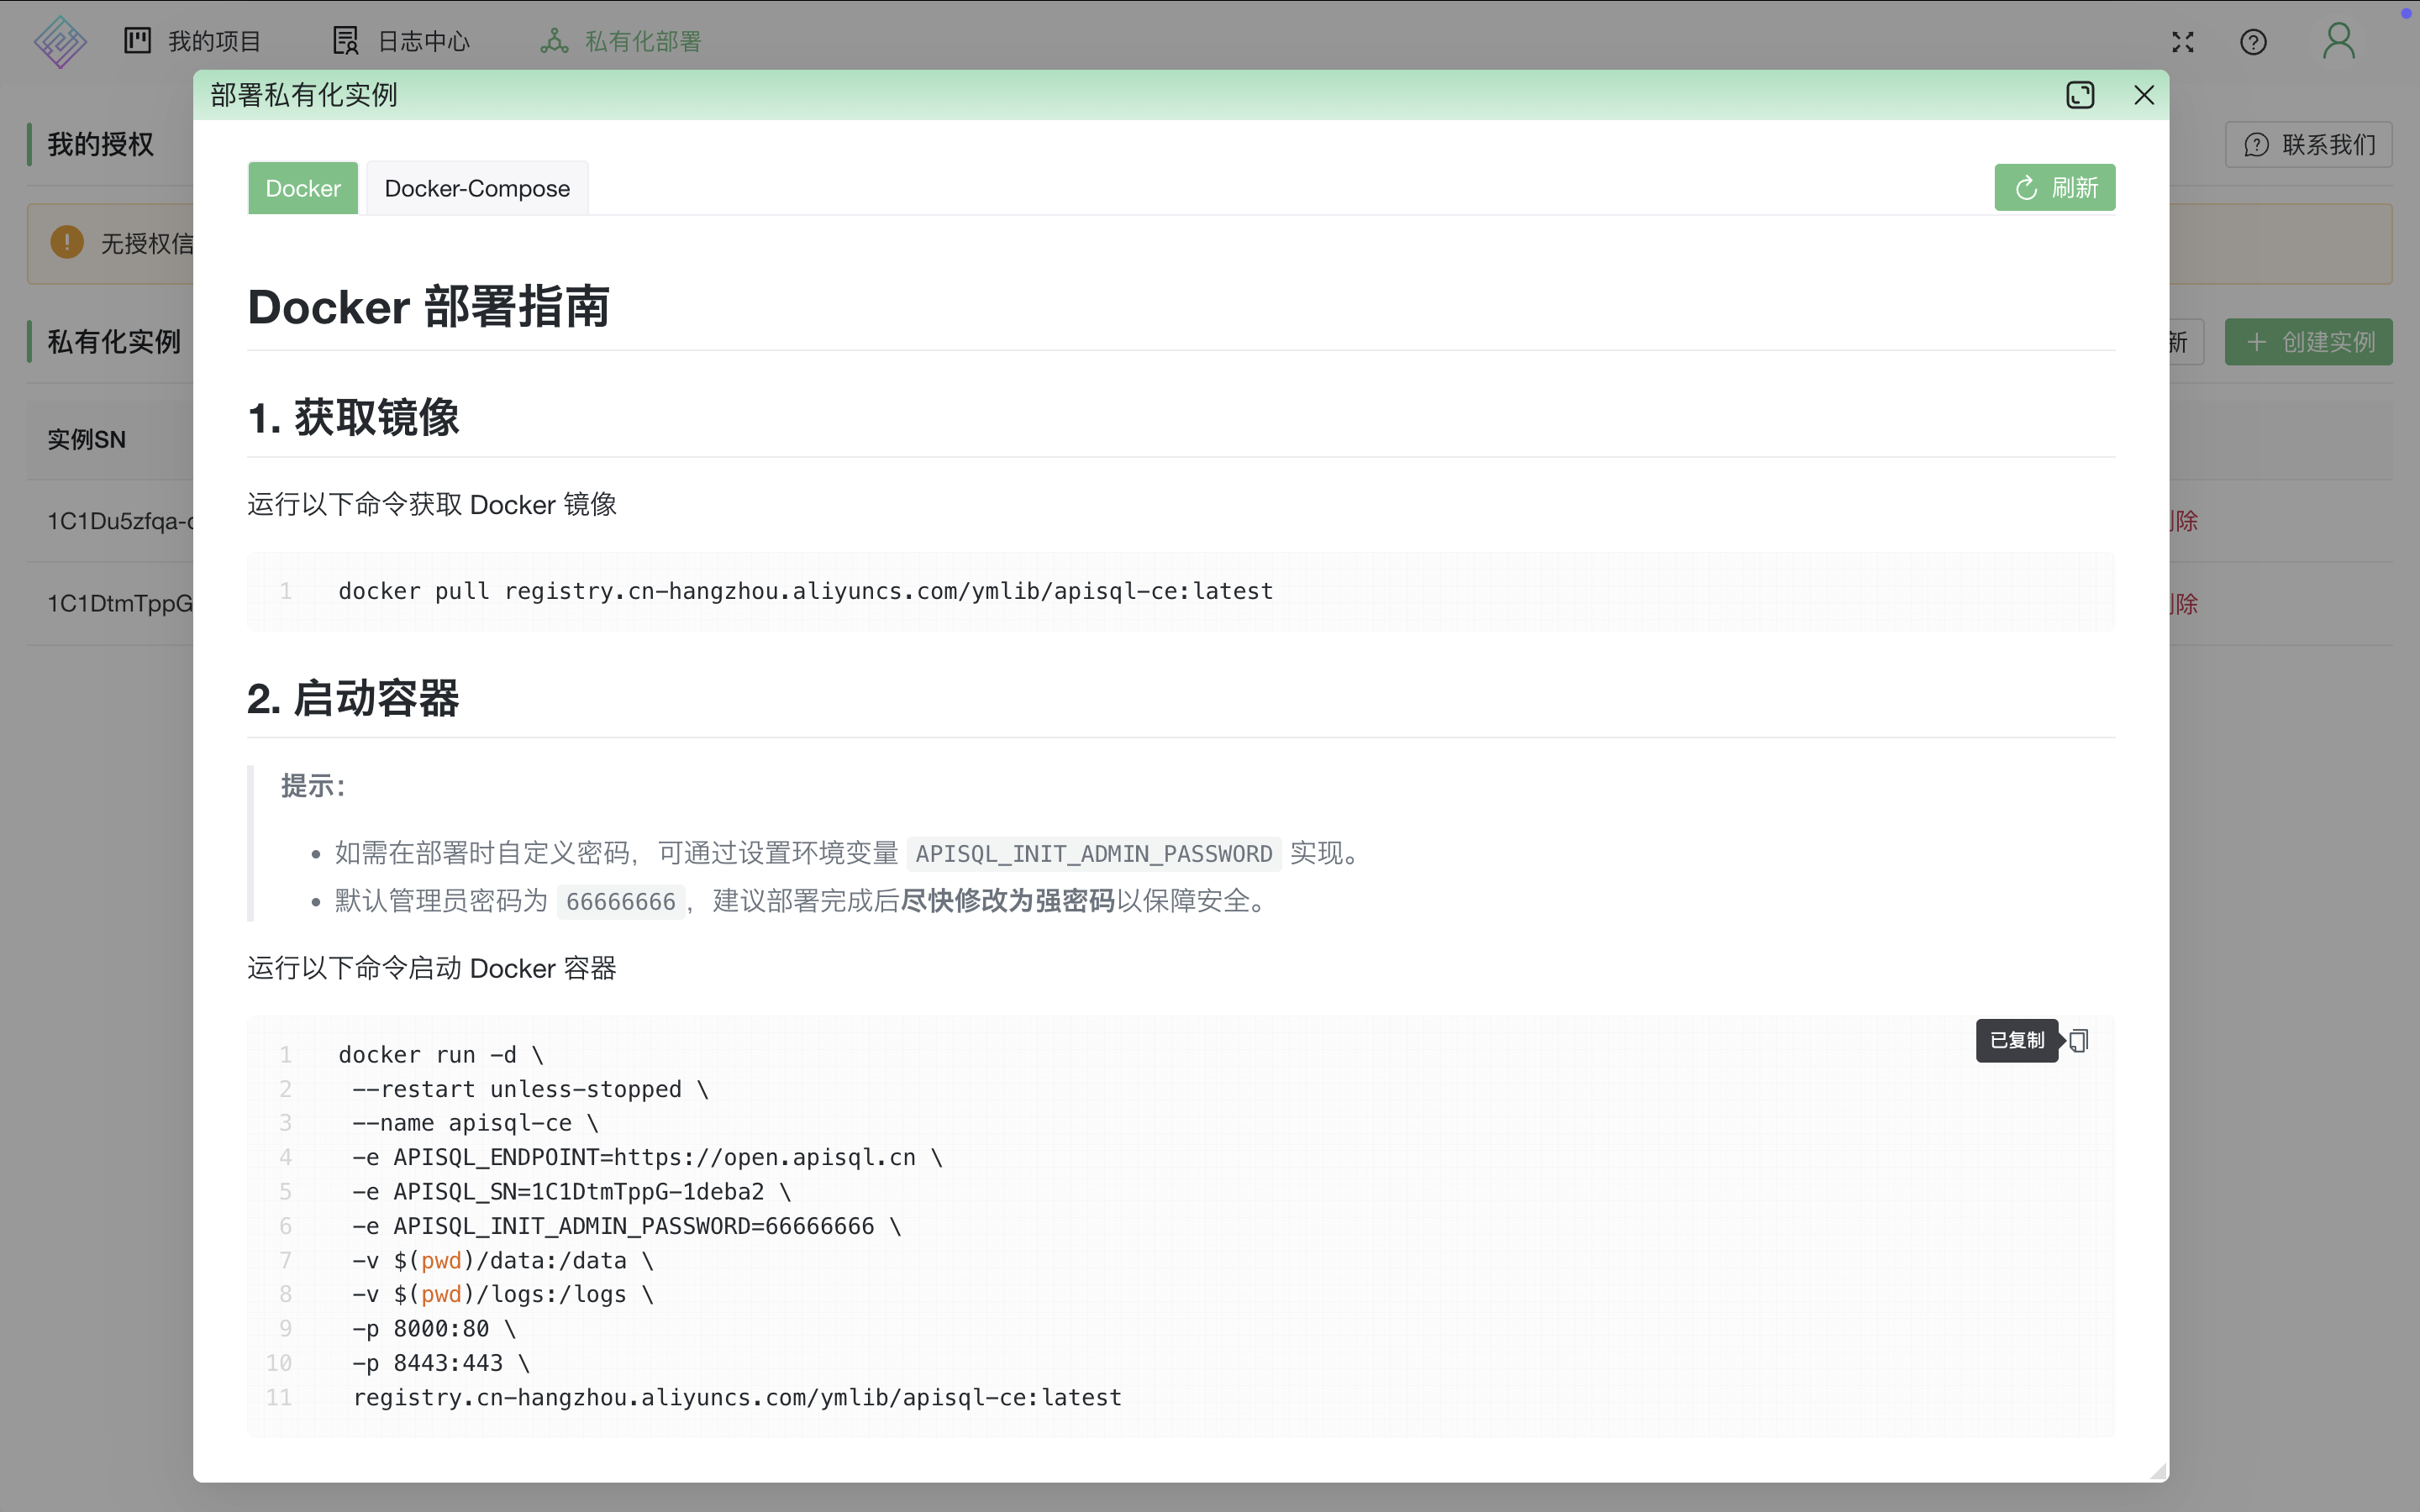 我的项目
日志中心
私有化部署
部署私有化实例
我的授权
联系我们
Docker
Docker-Compose
刷新
无授权信
Docker 部署指南
私有化实例
新
创建实例
1. 获取镜像
实例SN
运行以下命令获取 Docker 镜像
1C1Du5zfqa-
除
1 docker pull registry.cn-hangzhou.aliyuncs.com/ymlib/apisql-ce:latest
1C1DtmTppG
除
2. 启动容器
提示：
• 如需在部署时自定义密码，可通过设置环境变量 APISQL_INIT_ADMIN_PASSWORD 实现。
• 默认管理员密码为 66666666，建议部署完成后尽快修改为强密码以保障安全。
运行以下命令启动 Docker 容器
已复制
1 docker run -d \
2 --restart unless-stopped \
3 --name apisql-ce \
4 -e APISQL_ENDPOINT=https://open.apisql.cn \
5 -e APISQL_SN=1C1DtmTppG-1deba2 \
6 -e APISQL_INIT_ADMIN_PASSWORD=66666666 \
7 -v $(pwd)/data:/data \
8 -v $(pwd)/logs:/logs \
9 -p 8000:80 \
10 -p 8443:443 \
11 registry.cn-hangzhou.aliyuncs.com/ymlib/apisql-ce:latest